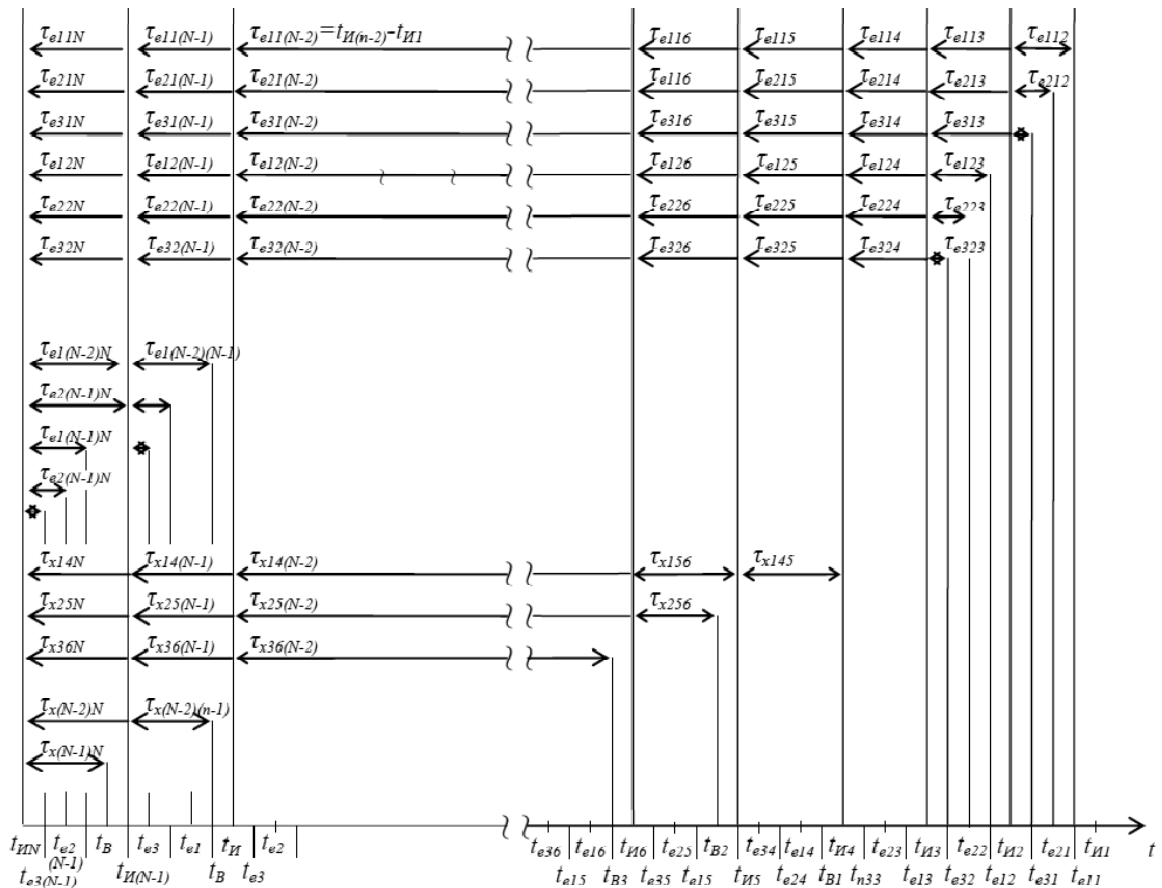 τe11N τe11(N-1) τe11(N-2)=tИ(n-2)-tИ1 τe116 τe115 τe114 τe113 τe112
τe21N τe21(N-1) τe21(N-2) τe116 τe215 τe214 τe213 τe212
τe31N τe31(N-1) τe31(N-2) τe316 τe315 τe314 τe313
τe12N τe12(N-1) τe12(N-2) τe126 τe125 τe124 τe123
τe22N τe22(N-1) τe22(N-2) τe226 τe225 τe224 τe223
τe32N τe32(N-1) τe32(N-2) τe326 τe325 τe324 τe323
τe1(N-2)N τe1(N-2)(N-1)
τe2(N-1)N
τe1(N-1)N
τe2(N-1)N
τx14N τx14(N-1) τx14(N-2) τx156 τx145
τx25N τx25(N-1) τx25(N-2) τx256
τx36N τx36(N-1) τx36(N-2)
τx(N-2)N τx(N-2)(n-1)
τx(N-1)N
tИN te2 tB te3 te1 tИ te2 te36 te16 tИ6 te25 tB2 te34 te14 tИ4 te23 tИ3 te22 tИ2 te21 tИ1 t
(N-1)
te3(N-1) tИ(N-1) tB te3 te15 tB3 te35 te15 tИ5 te24 tB1 tn33 te13 te32 te12 te31 te11